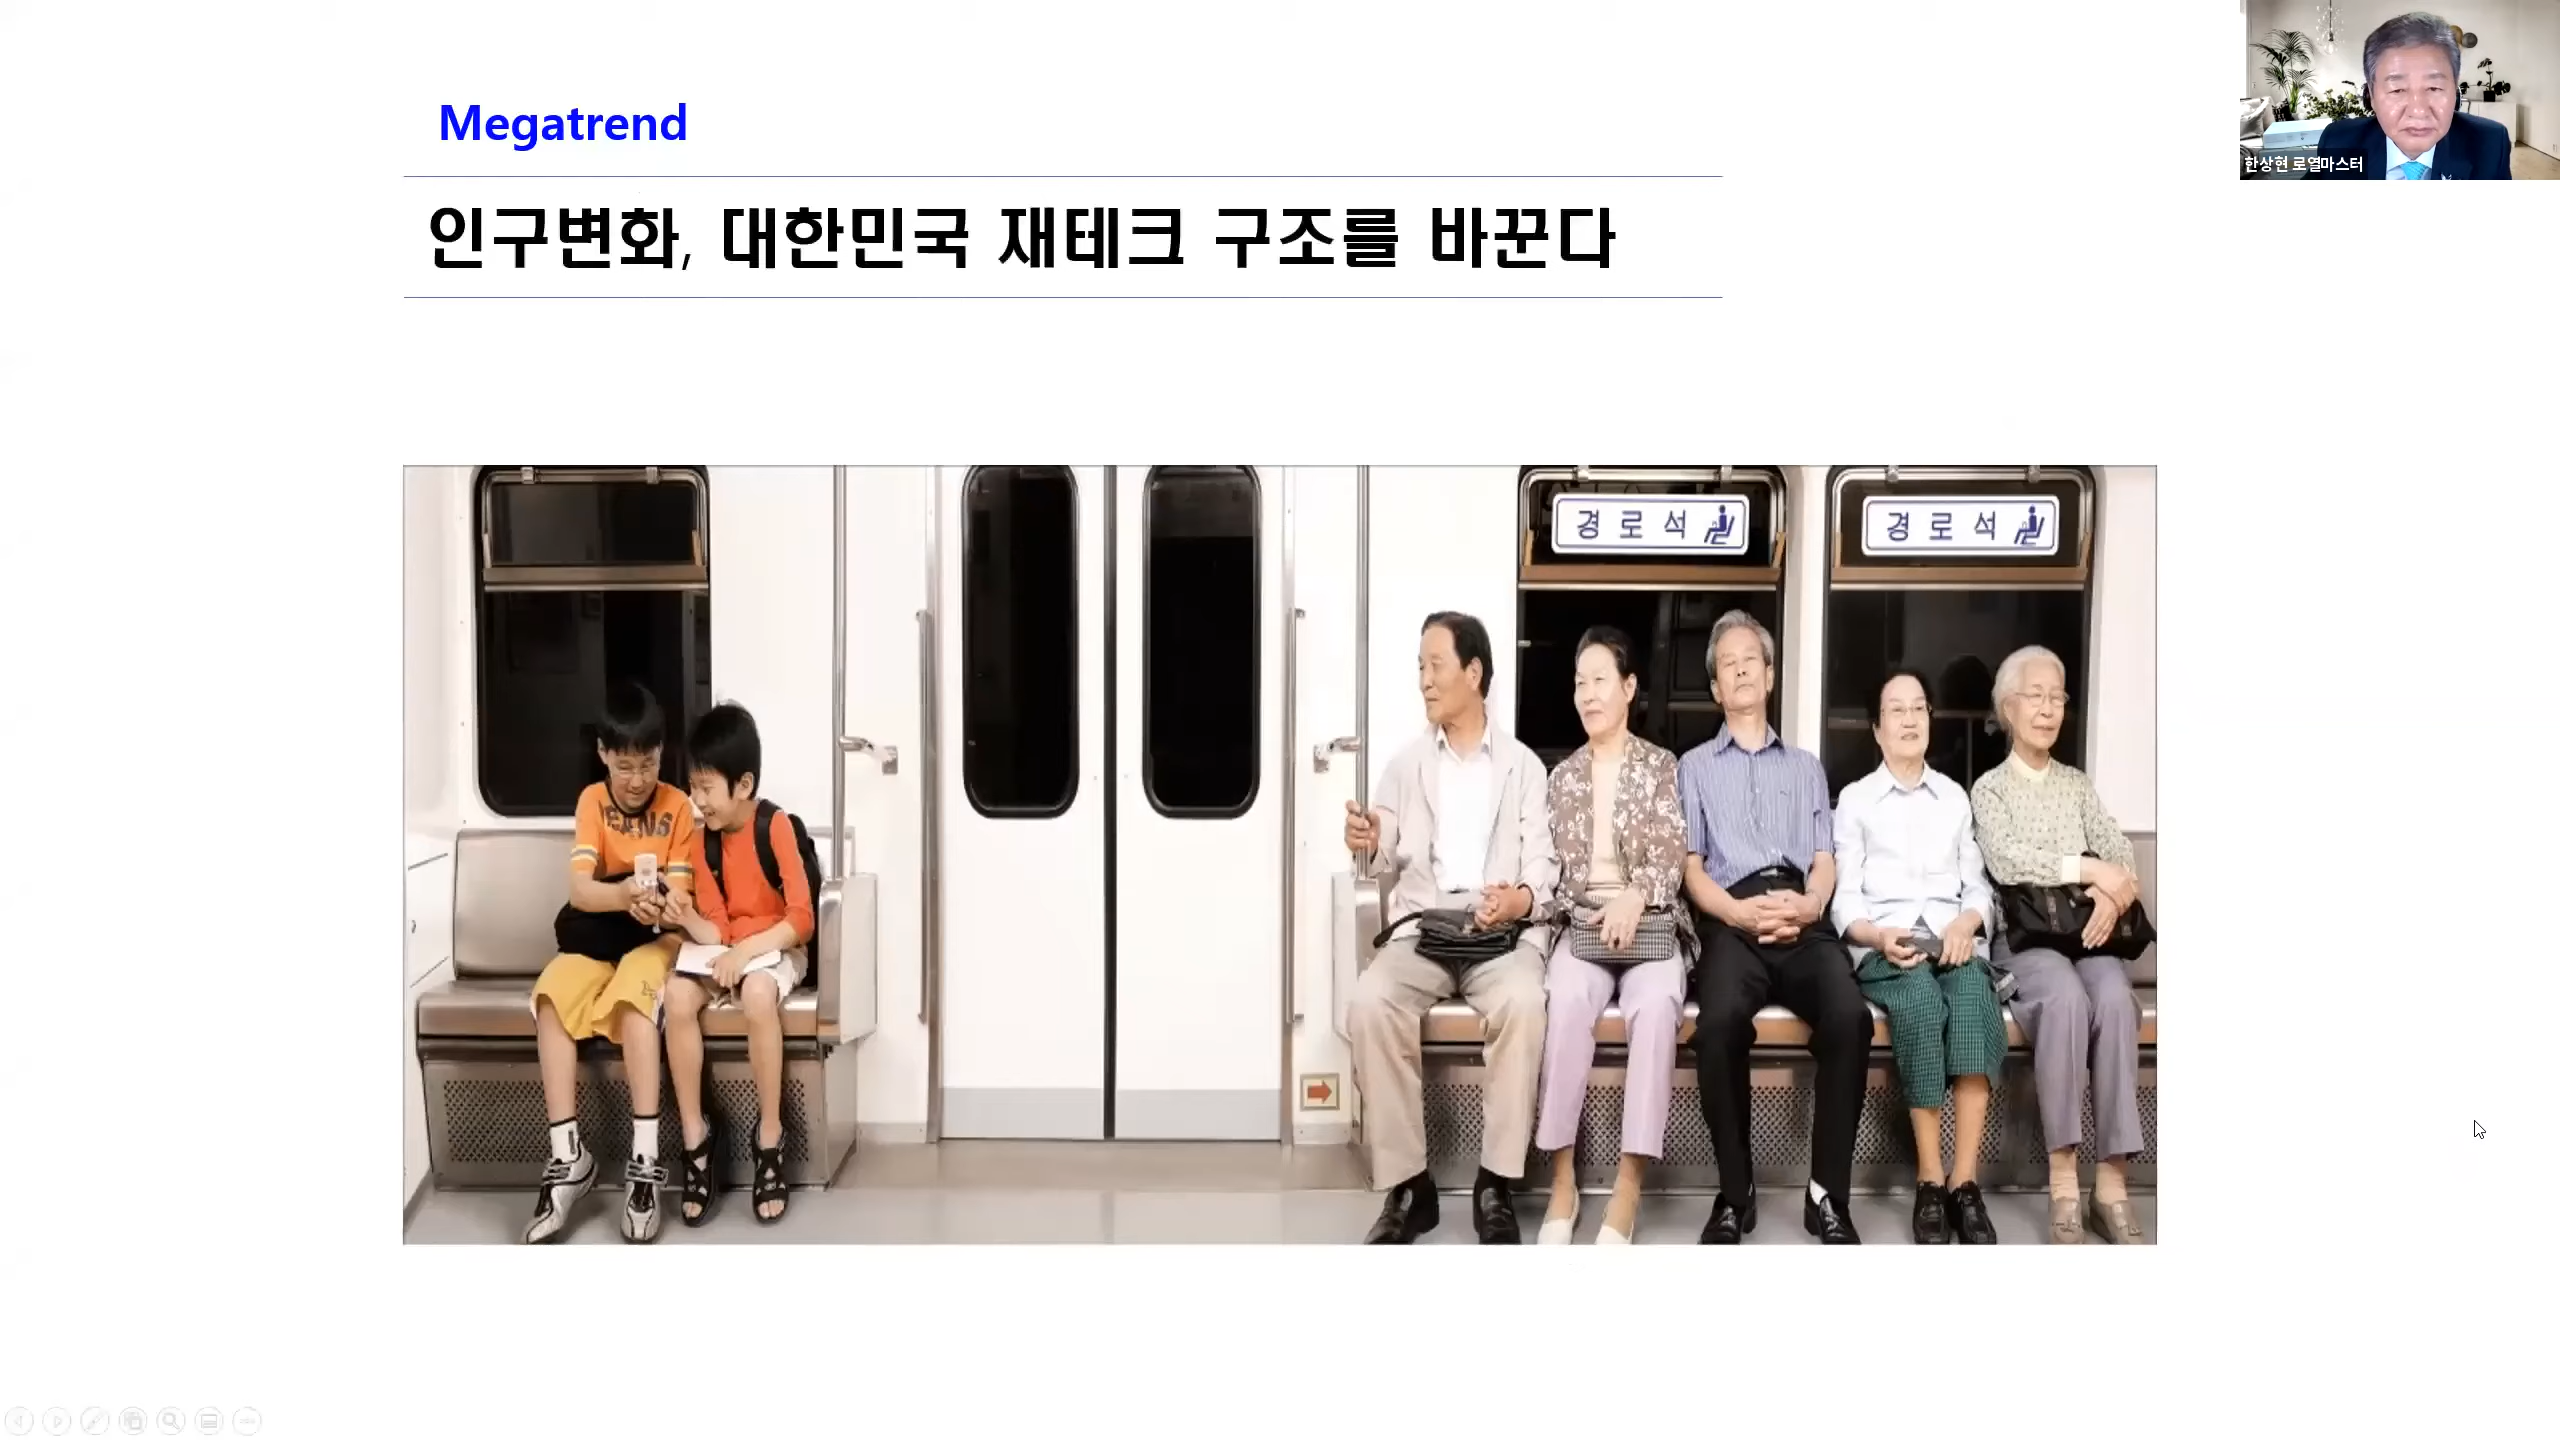 Megatrend
한상현 로열마스터
인구변화, 대한민국 재테크 구조를 바꾼다
경로석
경로석
EANS